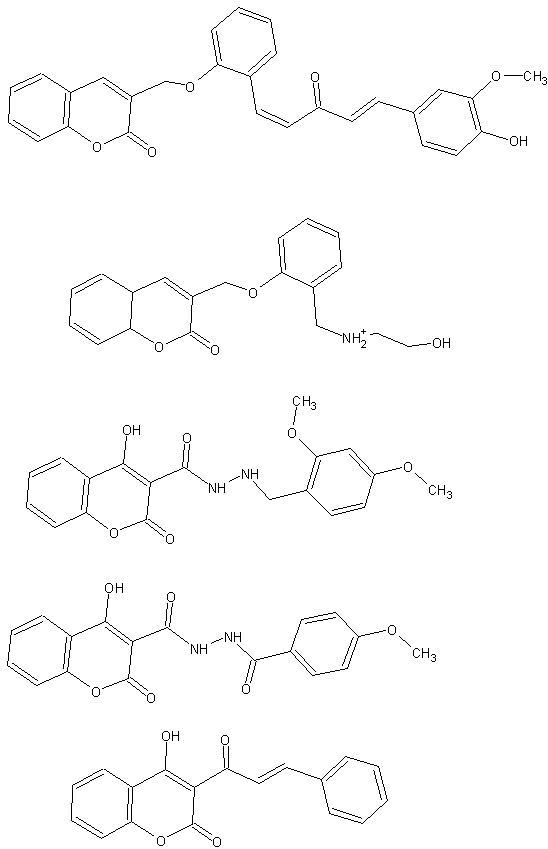 O CH3
O
O
O O OH
O
O O
NH2+ OH
CH3
OH O O
NH O CH3
NH
O O
OH O
NH O
NH CH3
O O O
OH O
O O